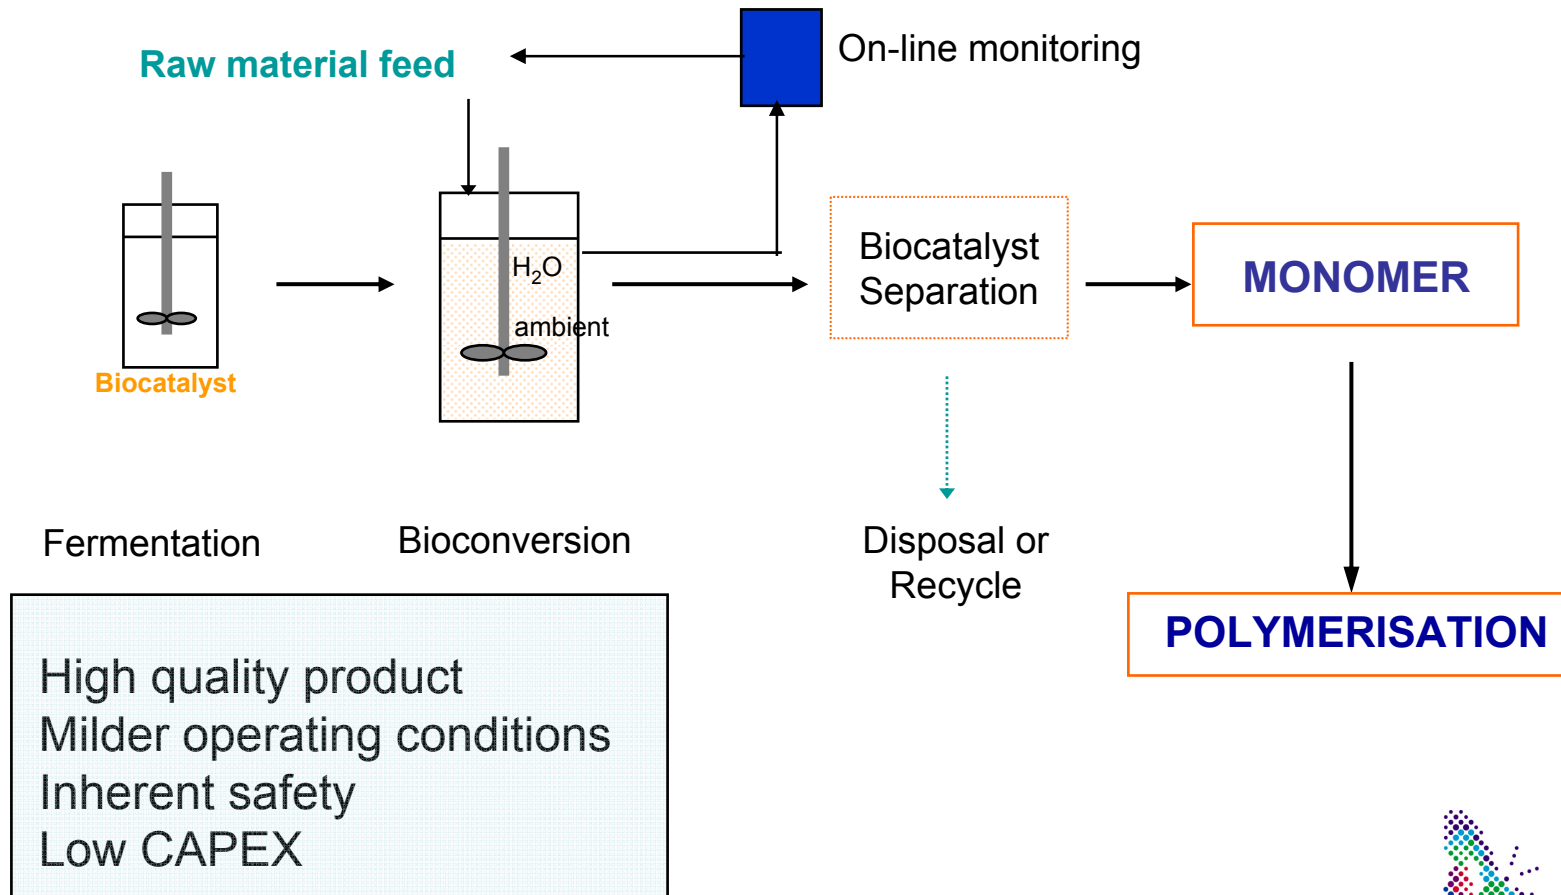 On-line monitoring
Raw material feed
Biocatalyst
Separation
MONOMER
H₂O
ambient
Biocatalyst
Fermentation
Bioconversion
Disposal or
Recycle
POLYMERISATION
High quality product
Milder operating conditions
Inherent safety
Low CAPEX